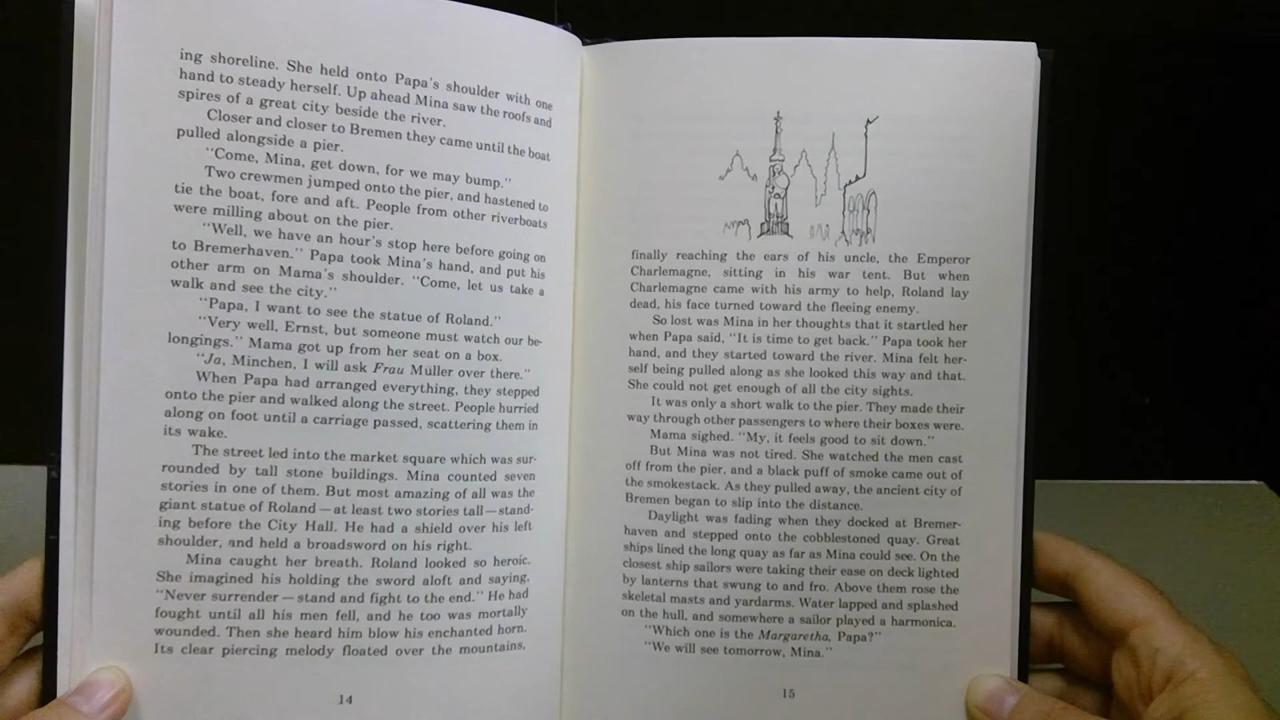 ing shoreline. She held onto Papa's shoulder with one
hand to steady herself. Up ahead Mina saw the roofs and
spires of a great city beside the river.
Closer and closer to Bremen they came until the boat
pulled alongside a pier.
"Come, Mina, get down, for we may bump."
Two crewmen jumped onto the pier, and hastened to
tie the boat, fore and aft. People from other riverboats
were milling about on the pier.
"Well, we have an hour's stop here before going on
to Bremerhaven." Papa took Mina's hand, and put his
other arm on Mama's shoulder. "Come, let us take a
walk and see the city."
"Papa, I want to see the statue of Roland."
"Very well, Ernst, but someone must watch our be-
longings." Mama got up from her seat on a box.
"Ja, Minchen, I will ask Frau Muller over there."
When Papa had arranged everything, they stepped
onto the pier and walked along the street. People hurried
along on foot until a carriage passed, scattering them in
its wake.
The street led into the market square which was sur-
rounded by tall stone buildings. Mina counted seven
stories in one of them. But most amazing of all was the
giant statue of Roland—at least two stories tall—stand-
ing before the City Hall. He had a shield over his left
shoulder, and held a broadsword on his right.
Mina caught her breath. Roland looked so heroic.
She imagined his holding the sword aloft and saying,
"Never surrender—stand and fight to the end." He had
fought until all his men fell, and he too was mortally
wounded. Then she heard him blow his enchanted horn.
Its clear piercing melody floated over the mountains,
14
finally reaching the ears of his uncle, the Emperor
Charlemagne, sitting in his war tent. But when
Charlemagne came with his army to help, Roland lay
dead, his face turned toward the fleeing enemy.
So lost was Mina in her thoughts that it startled her
when Papa said, "It is time to get back." Papa took her
hand, and they started toward the river. Mina felt her-
self being pulled along as she looked this way and that.
She could not get enough of all the city sights.
It was only a short walk to the pier. They made their
way through other passengers to where their boxes were.
Mama sighed. "My, it feels good to sit down."
But Mina was not tired. She watched the men cast
off from the pier, and a black puff of smoke came out of
the smokestack. As they pulled away, the ancient city of
Bremen began to slip into the distance.
Daylight was fading when they docked at Bremer-
haven and stepped onto the cobblestoned quay. Great
ships lined the long quay as far as Mina could see. On the
closest ship sailors were taking their ease on deck lighted
by lanterns that swung to and fro. Above them rose the
skeletal masts and yardarms. Water lapped and splashed
on the hull, and somewhere a sailor played a harmonica.
"Which one is the Margaretha, Papa?"
"We will see tomorrow, Mina."
15